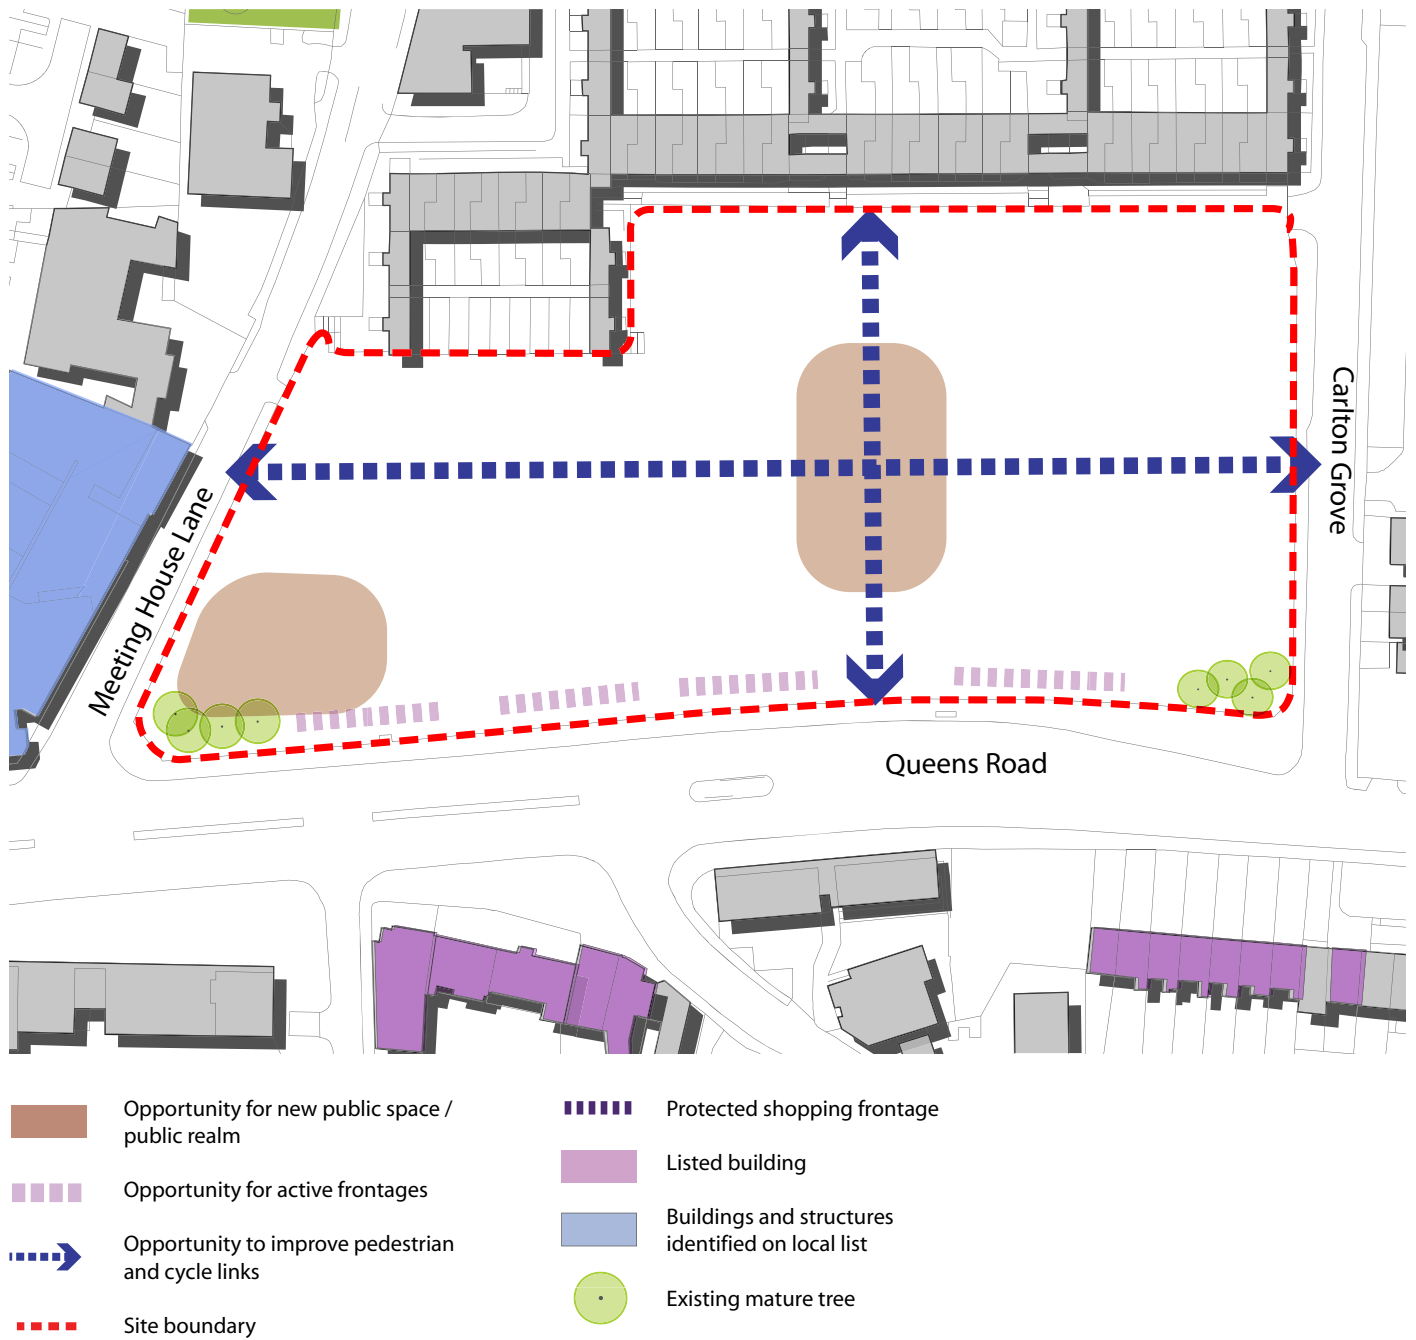 Carlton Grove
Meeting House Lane
Queens Road
Opportunity for new public space /
public realm
Opportunity for active frontages
Opportunity to improve pedestrian
and cycle links
Site boundary
Protected shopping frontage
Listed building
Buildings and structures
identified on local list
Existing mature tree